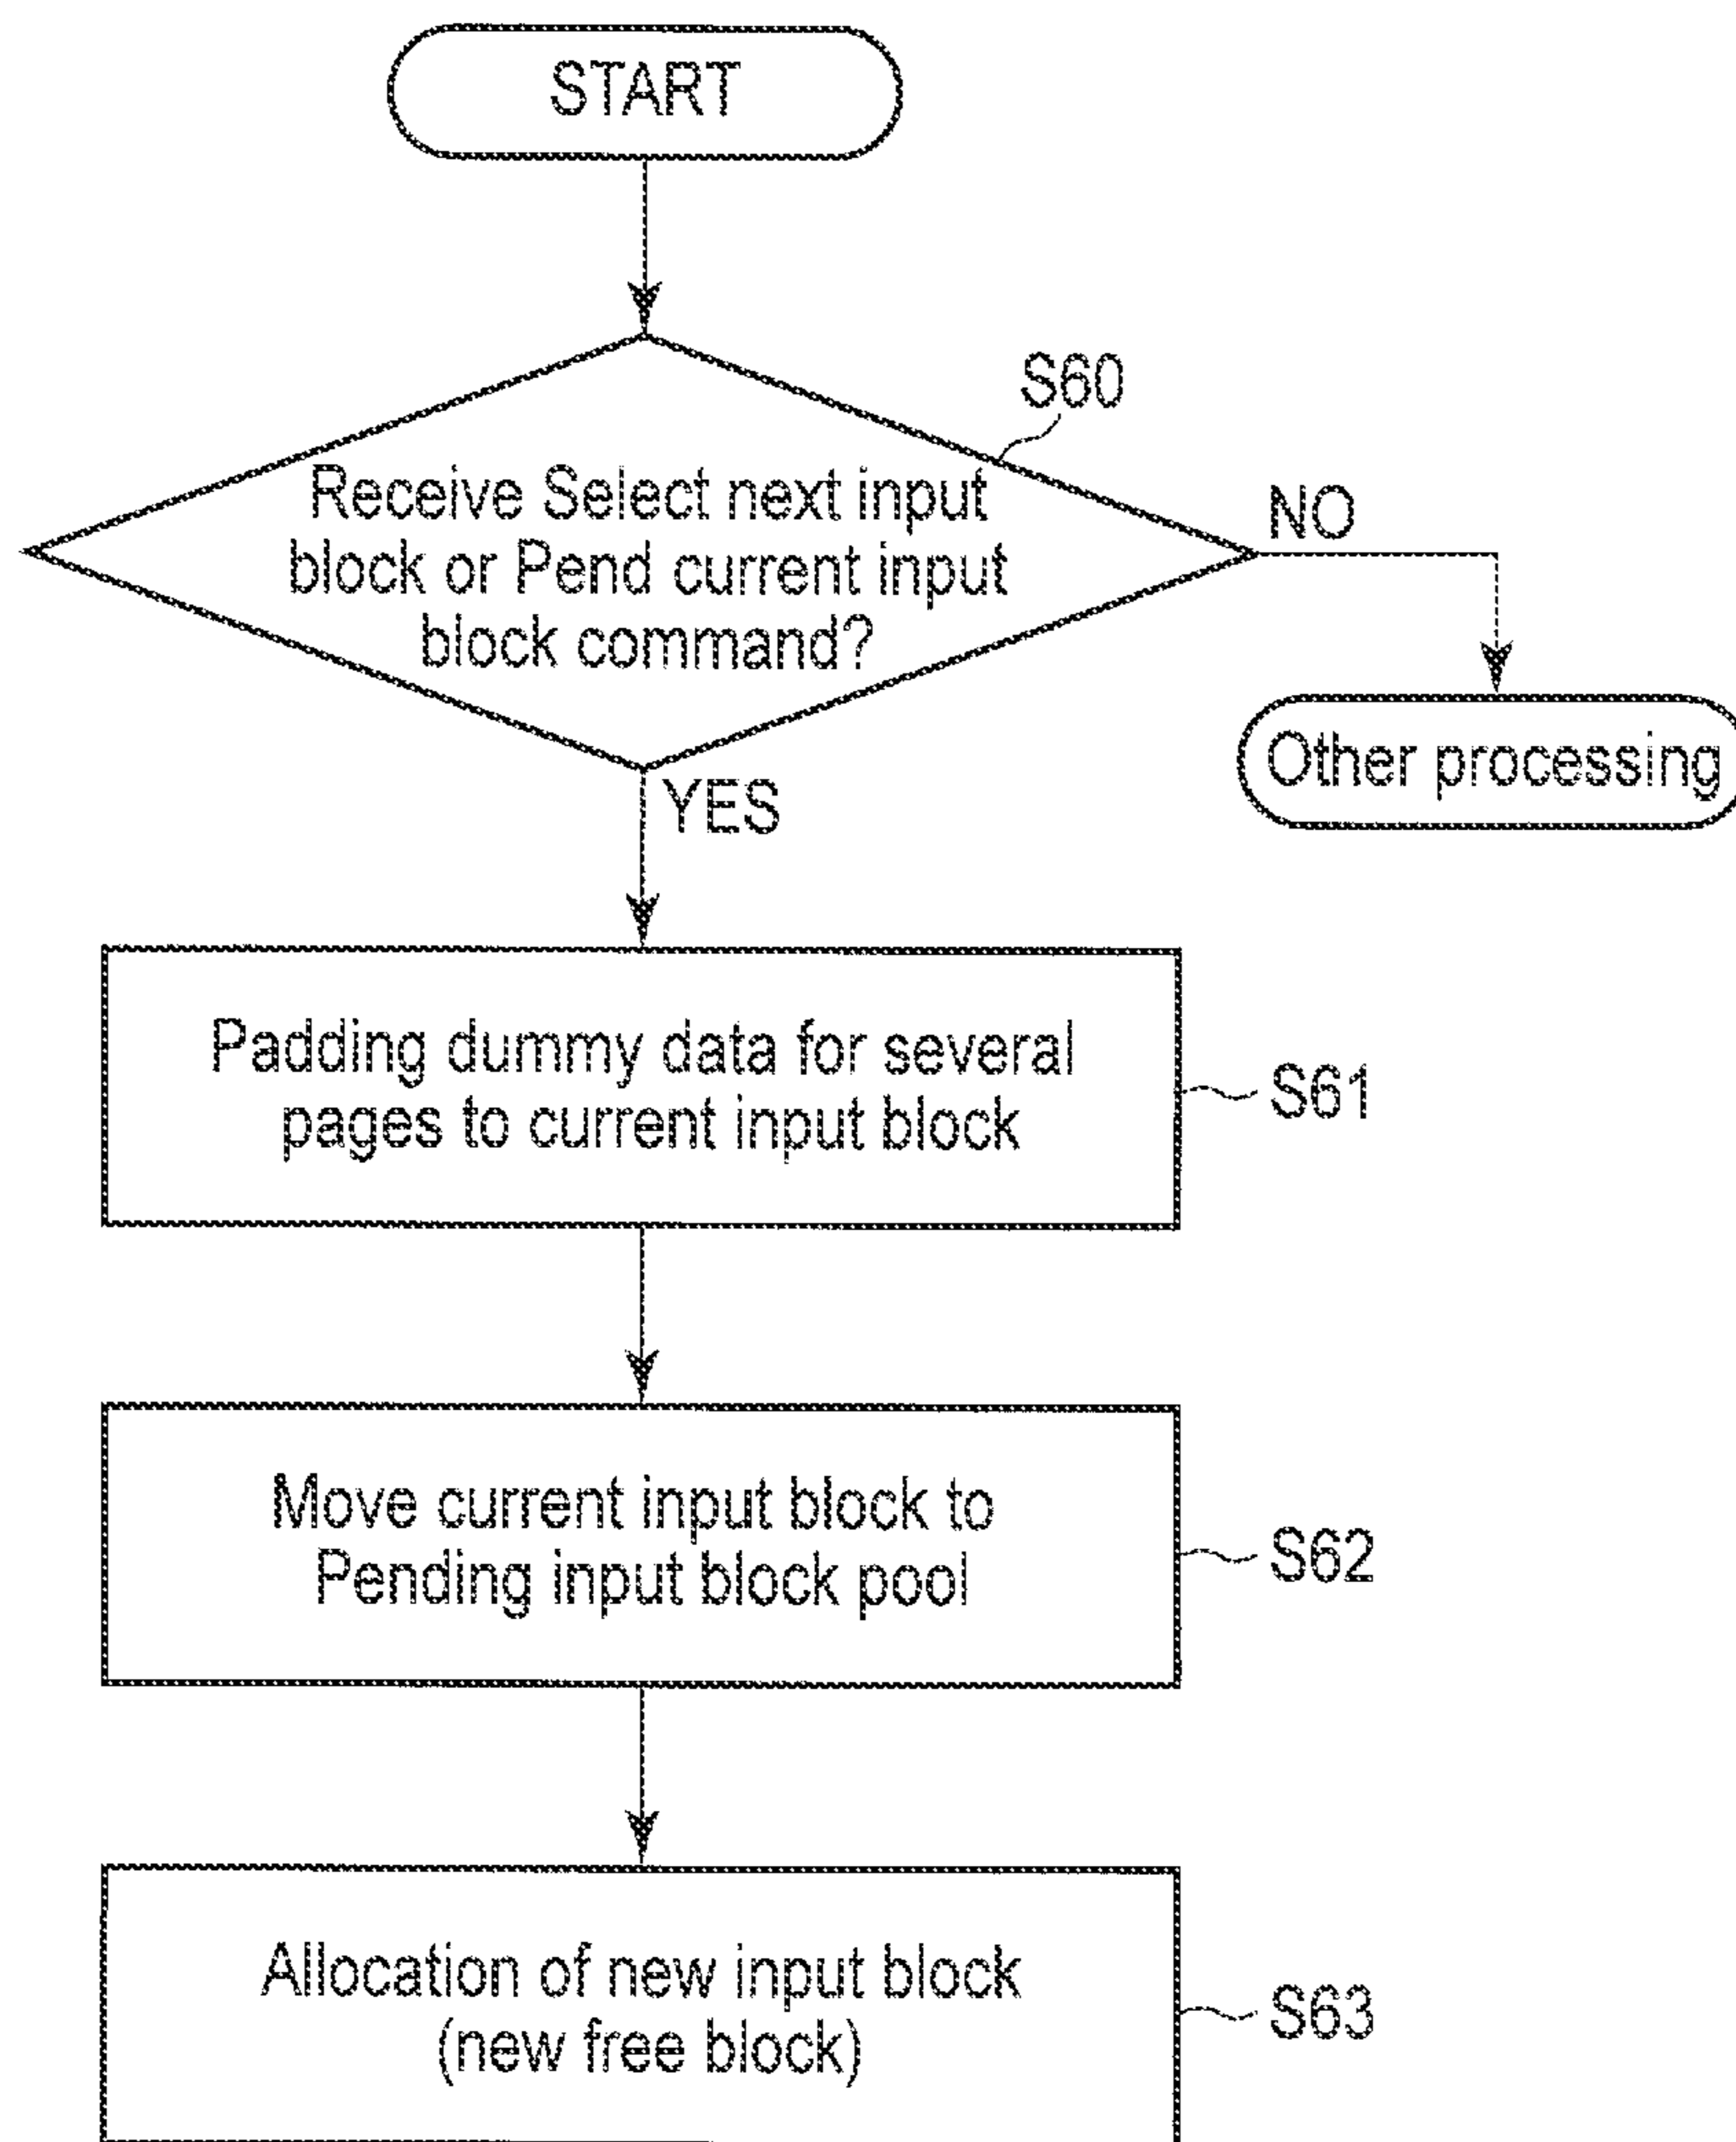 START
S60
Receive Select next input
block or Pend current input
block command?
NO
Other processing
YES
Padding dummy data for several
pages to current input block
S61
Move current input block to
Pending input block pool
S62
Allocation of new input block
(new free block)
S63